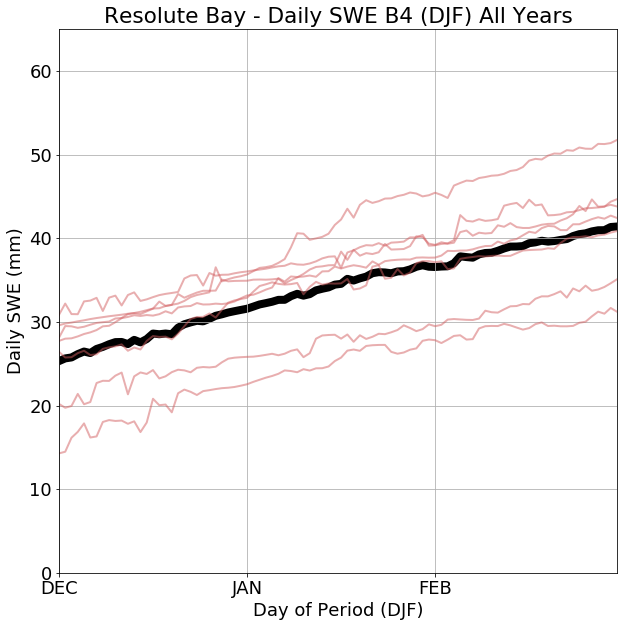 Resolute Bay - Daily SWE B4 (DJF) All Years
Daily SWE (mm)
60
50
40
30
20
10
0
DEC
JAN
FEB
Day of Period (DJF)